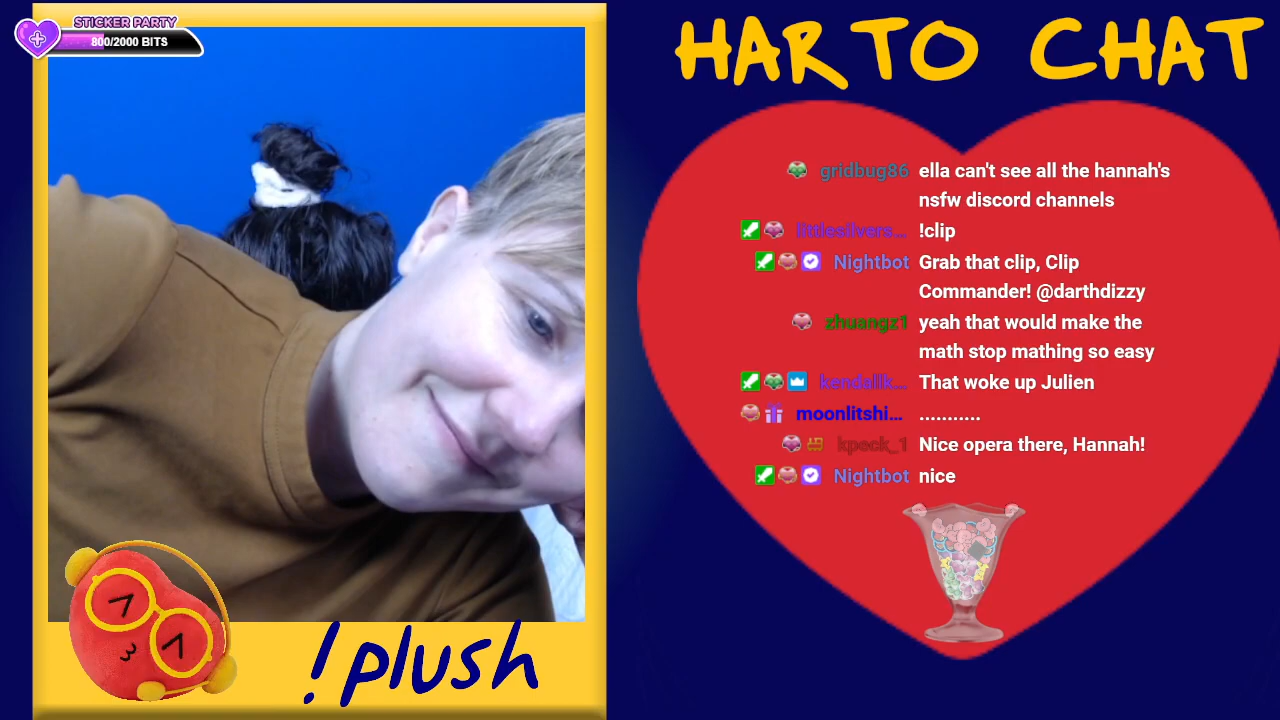 STICKER PARTY
800/2000 BITS
HARTO CHAT
gridbug86 ella can't see all the hannah's
nsfw discord channels
littlesilvers... !clip
Nightbot Grab that clip, Clip
Commander! @darthdizzy
zhuangz1 yeah that would make the
math stop mathing so easy
kendallk... That woke up Julien
moonlitshi... ...........
kpeck_1 Nice opera there, Hannah!
Nightbot nice
!plush